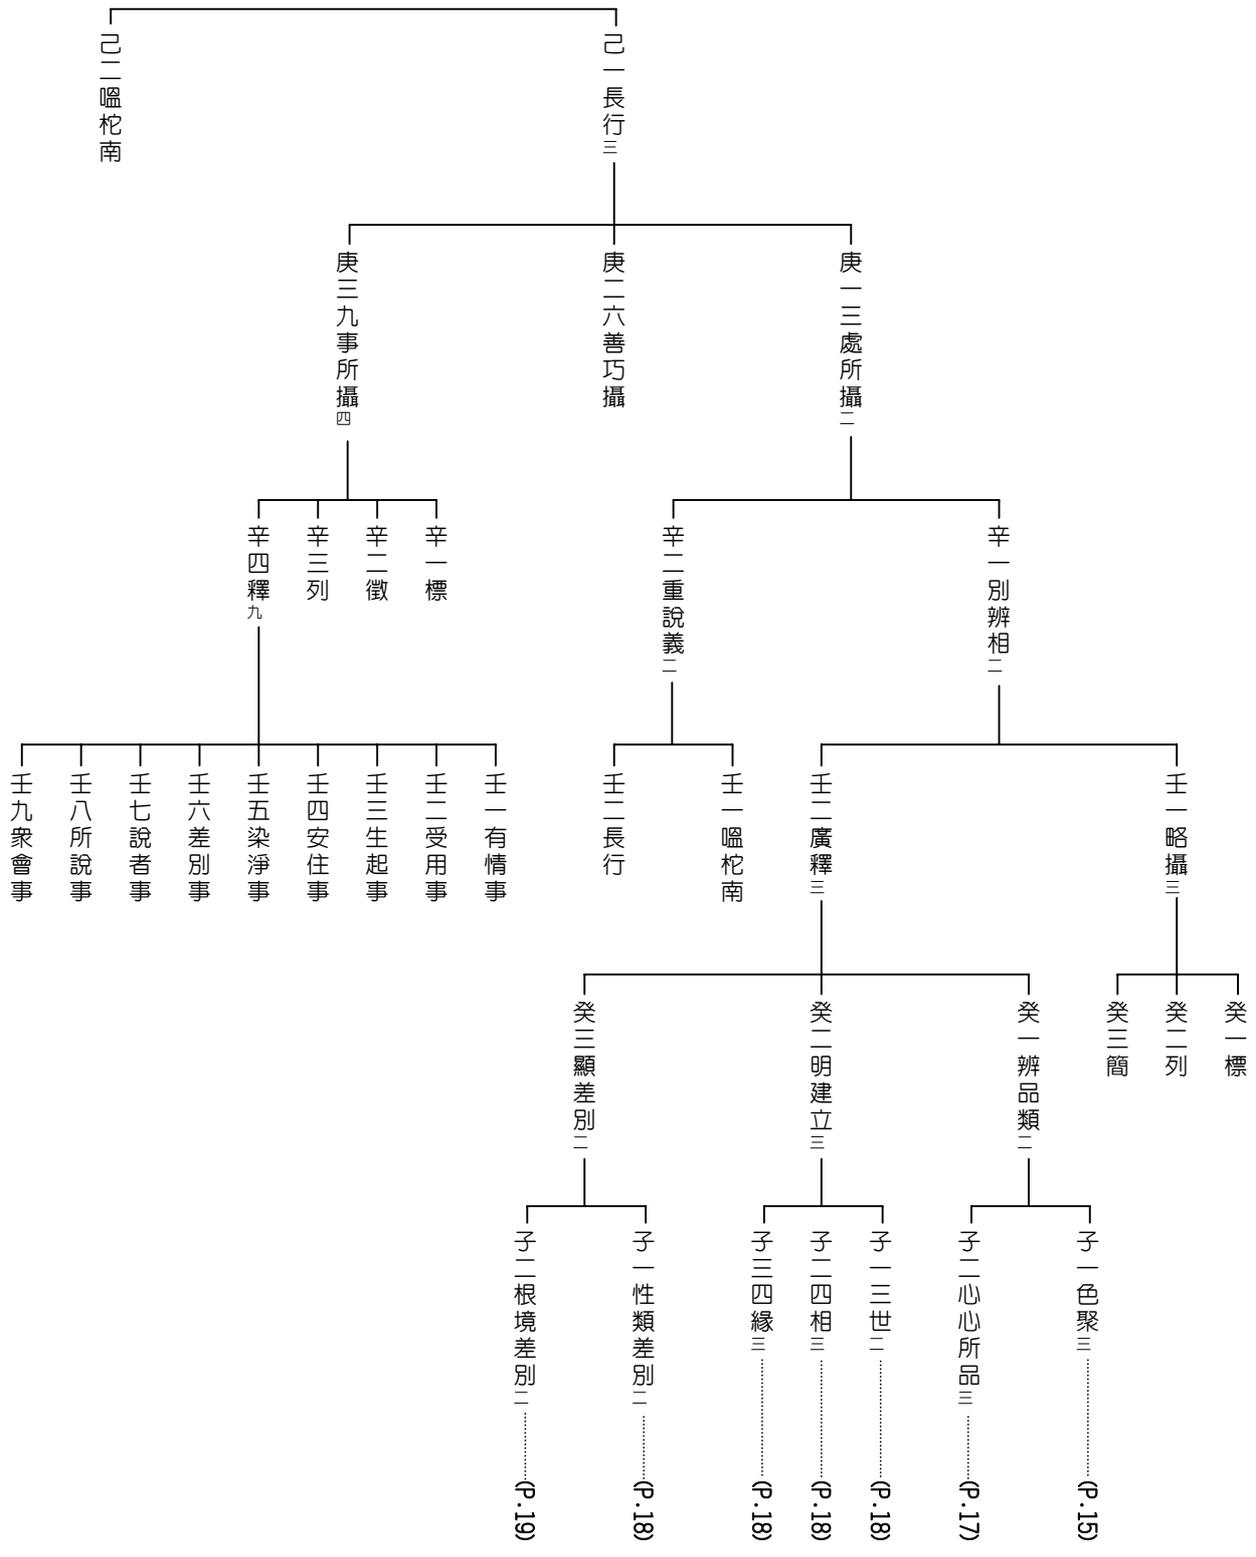 己一長行三
己二嗢柁南
庚一三處所攝二
庚二六善巧攝
庚三九事所攝四
辛一別辨相二
辛二重說義二
辛一標
辛二徵
辛三列
辛四釋九
壬一略攝三
壬二廣釋三
壬一嗢柁南
壬二長行
壬一有情事
壬二受用事
壬三生起事
壬四安住事
壬五染淨事
壬六差別事
壬七說者事
壬八所說事
壬九衆會事
癸一標
癸二列
癸三簡
癸一辨品類二
癸二明建立三
癸三顯差別二
子一色聚三(P.15)
子二心心所品三(P.17)
子一三世二(P.18)
子二四相三(P.18)
子三四緣三(P.18)
子一性類差別二(P.18)
子二根境差別二(P.19)